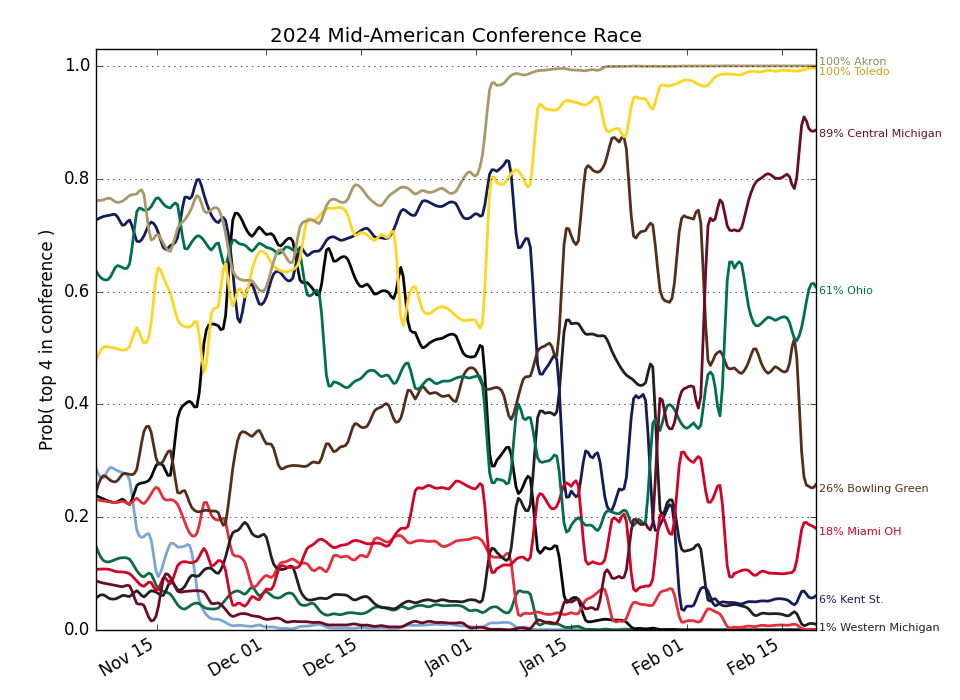 2024 Mid-American Conference Race
Prob( top 4 in conference )
1.0
0.8
0.6
0.4
0.2
0.0
Nov 15
Dec 01
Dec 15
Jan 01
Jan 15
Feb 01
Feb 15
100% Akron
100% Toledo
89% Central Michigan
61% Ohio
26% Bowling Green
18% Miami OH
6% Kent St.
1% Western Michigan